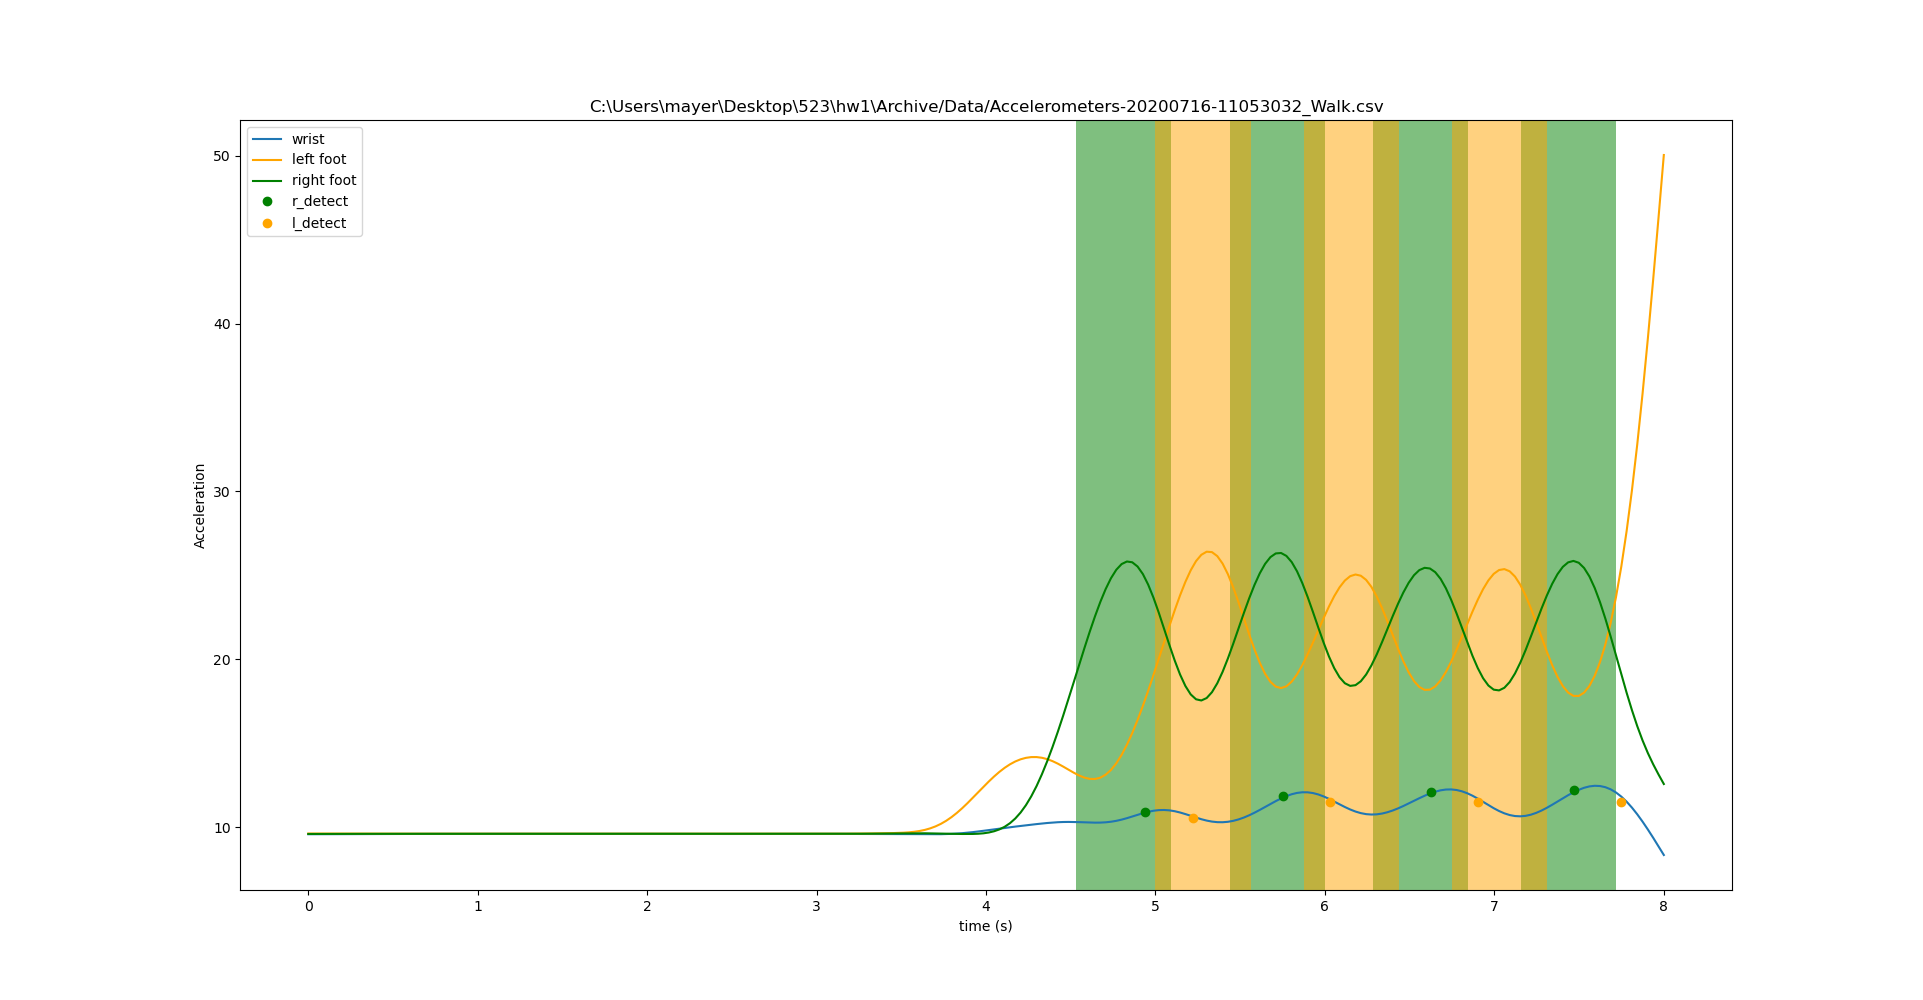 C:\Users\mayer\Desktop\523\hw1\Archive/Data/Accelerometers-20200716-11053032_Walk.csv
wrist
left foot
right foot
r_detect
l_detect
50
40
30
20
10
Acceleration
0 1 2 3 4 5 6 7 8
time (s)